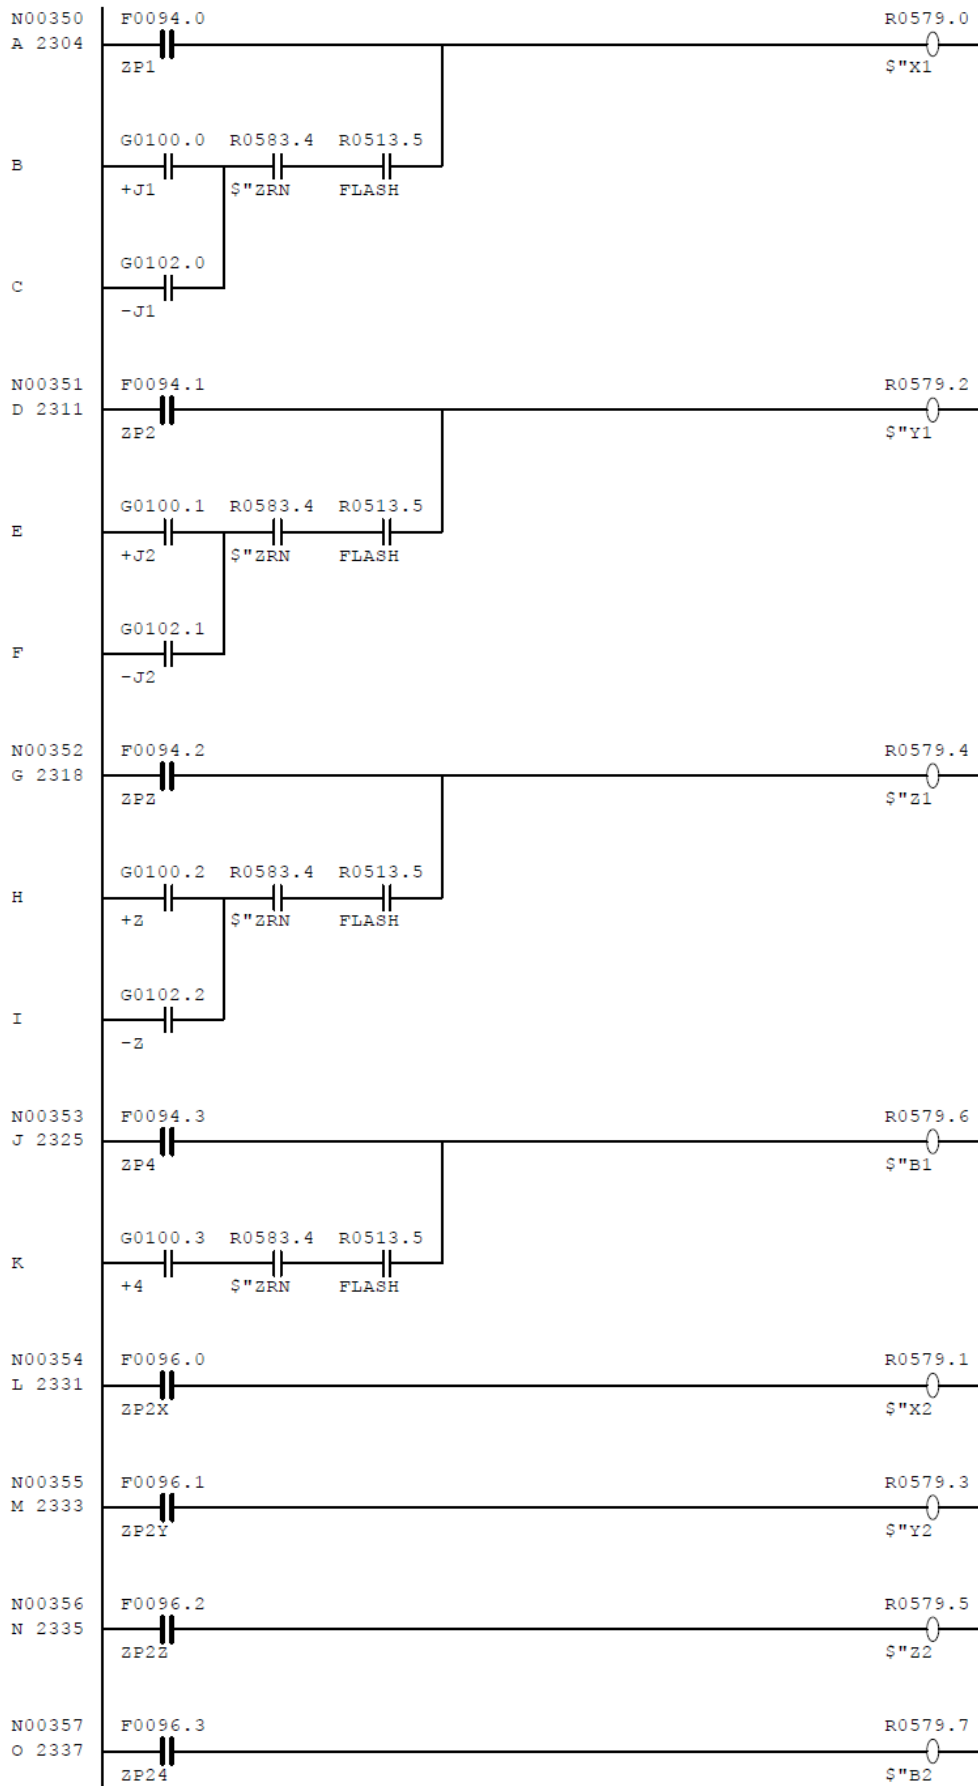 N00350 F0094.0 R0579.0
A 2304
ZP1 $"X1
G0100.0 R0583.4 R0513.5
B
+J1 $"ZRN FLASH
G0102.0
C
-J1
N00351 F0094.1 R0579.2
D 2311
ZP2 $"Y1
G0100.1 R0583.4 R0513.5
E
+J2 $"ZRN FLASH
G0102.1
F
-J2
N00352 F0094.2 R0579.4
G 2318
ZPZ $"Z1
G0100.2 R0583.4 R0513.5
H
+Z $"ZRN FLASH
G0102.2
I
-Z
N00353 F0094.3 R0579.6
J 2325
ZP4 $"B1
G0100.3 R0583.4 R0513.5
K
+4 $"ZRN FLASH
N00354 F0096.0 R0579.1
L 2331
ZP2X $"X2
N00355 F0096.1 R0579.3
M 2333
ZP2Y $"Y2
N00356 F0096.2 R0579.5
N 2335
ZP2Z $"Z2
N00357 F0096.3 R0579.7
O 2337
ZP24 $"B2